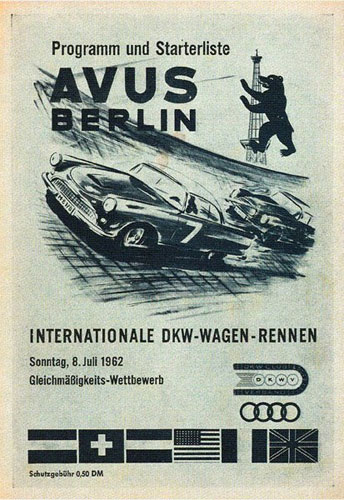 Programm und Starterliste
AVUS
BERLIN
INTERNATIONALE DKW-WAGEN-RENNEN
Sonntag, 8. Juli 1962
Gleichmäßigkeits-Wettbewerb
DKWV
Schutzgebühr 0,50 DM